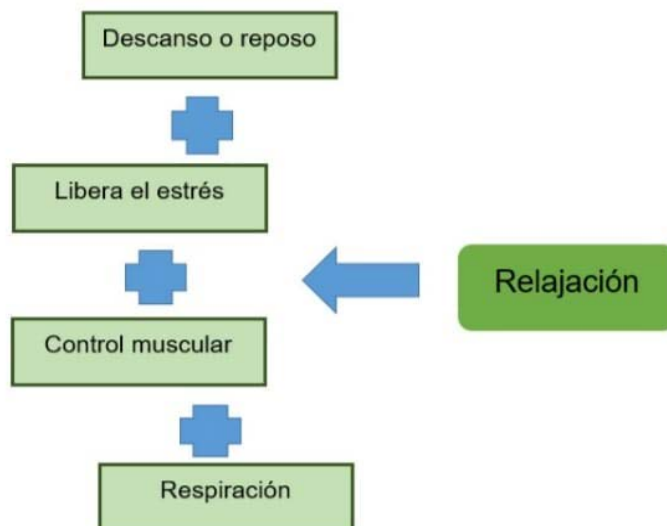 Descanso o reposo
Libera el estrés
Relajación
Control muscular
Respiración